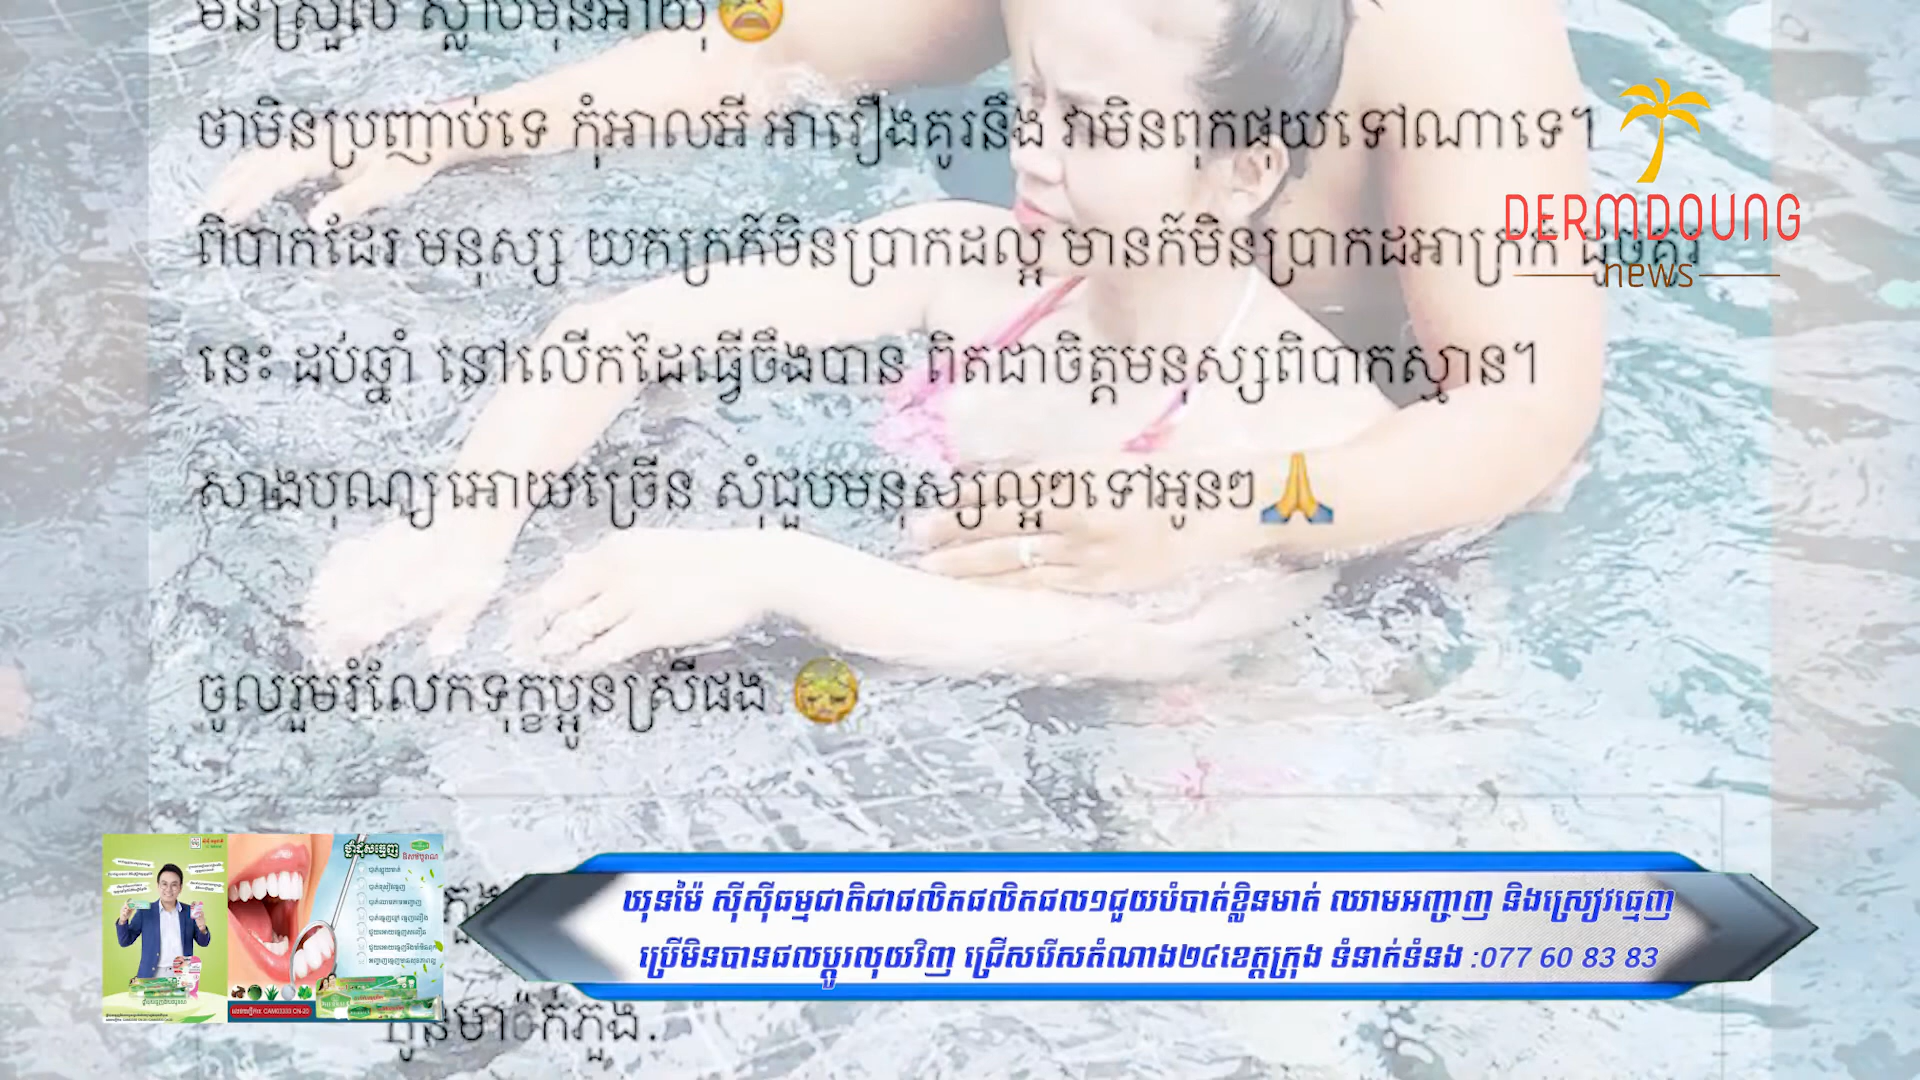 ថាមិនប្រញាប់ទេ កុំអាលអី អារឿងគូរនឹង វាមិនពុកផុយទៅណាទេ។
ពិបាកដែរ មនុស្ស យកក្រក៏មិនប្រាកដល្អ មានក៍មិនប្រាកដអាក្រក់ ដូចគូរ
នេះ ដប់ឆ្នាំ នៅលើកដៃធ្វើចឹងបាន ពិតជាចិត្តមនុស្សពិបាកស្មាន។
សាងបុណ្យអោយច្រើន សុំជួបមនុស្សល្អៗទៅអូនៗ🙏
ចូលរួមរំលែកទុក្ខប្អូនស្រីផង
DERMDOUNG
news
ឃុនម៉ៃ ស៊ីស៊ីធម្មជាតិជាផលិតផលិតផល១ជួយបំបាត់ខ្លិនមាត់ ឈាមអញ្ចាញ និងស្រៀវធ្មេញ
ប្រើមិនបានផលប្តូរលុយវិញ ជ្រើសរើសតំណាង២៤ខេត្តក្រុង ទំនាក់ទំនង :077 60 83 83